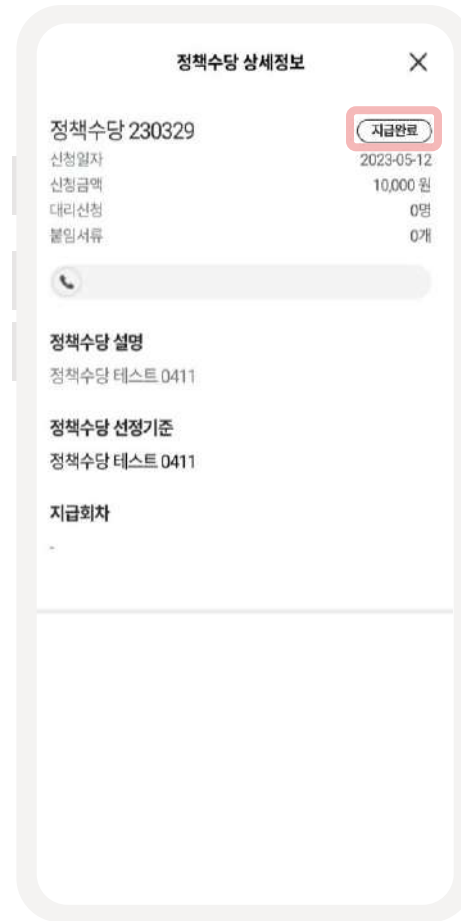 정책수당 상세정보
정책수당 230329 지급완료
신청일자 2023-05-12
신청금액 10,000 원
대리신청 0명
붙임서류 0개
정책수당 설명
정책수당 테스트 0411
정책수당 선정기준
정책수당 테스트 0411
지급회차
-